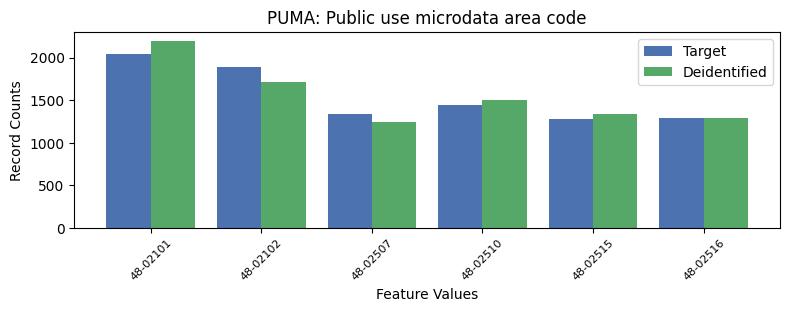 PUMA: Public use microdata area code
Target
Deidentified
Record Counts
2000
1500
1000
500
0
48-02101
48-02102
48-02507
48-02510
48-02515
48-02516
Feature Values